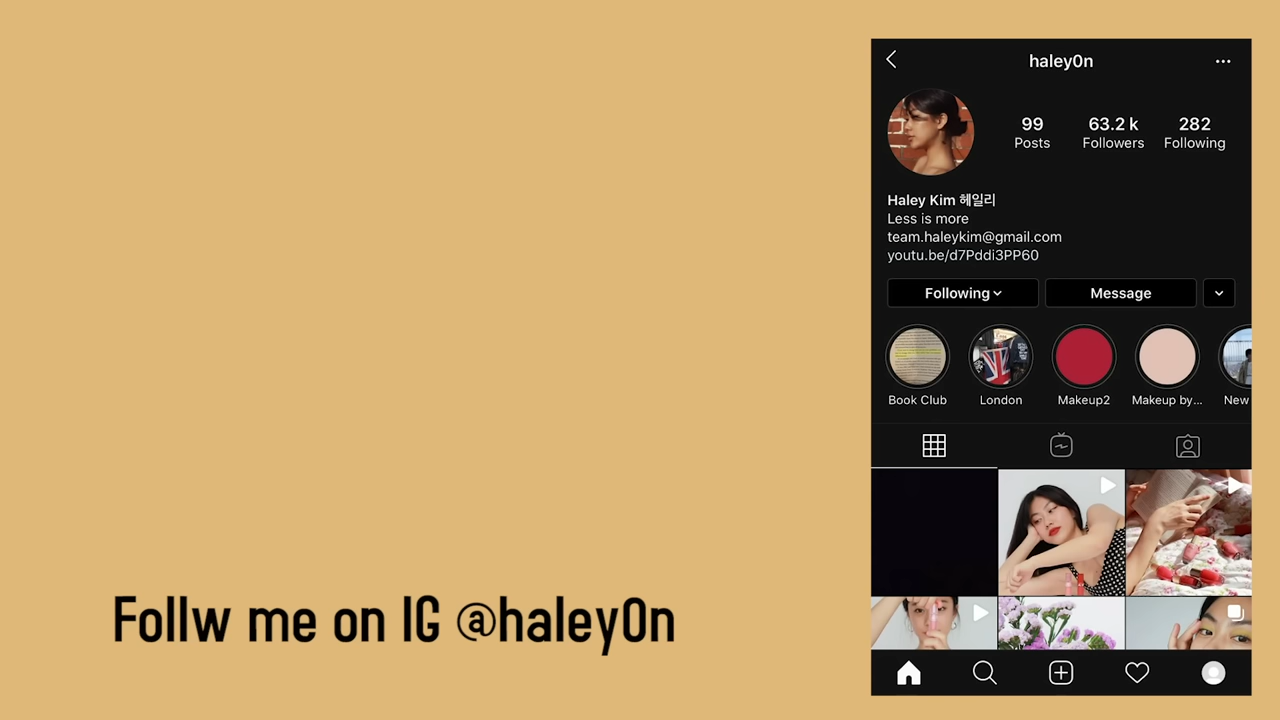 haley0n
99 63.2 k 282
Posts Followers Following
Haley Kim 헤일리
Less is more
team.haleykim@gmail.com
youtu.be/d7Pddi3PP60
Following Message
Book Club London Makeup2 Makeup by... New
Follw me on IG @haley0n